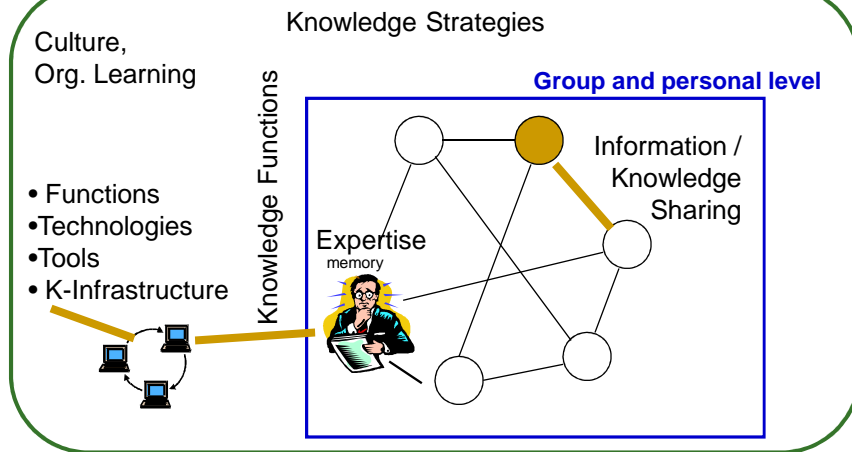 Knowledge Strategies
Culture,
Org. Learning
Group and personal level
Knowledge Functions
Information /
Knowledge
Sharing
• Functions
•Technologies
•Tools
• K-Infrastructure
Expertise
memory